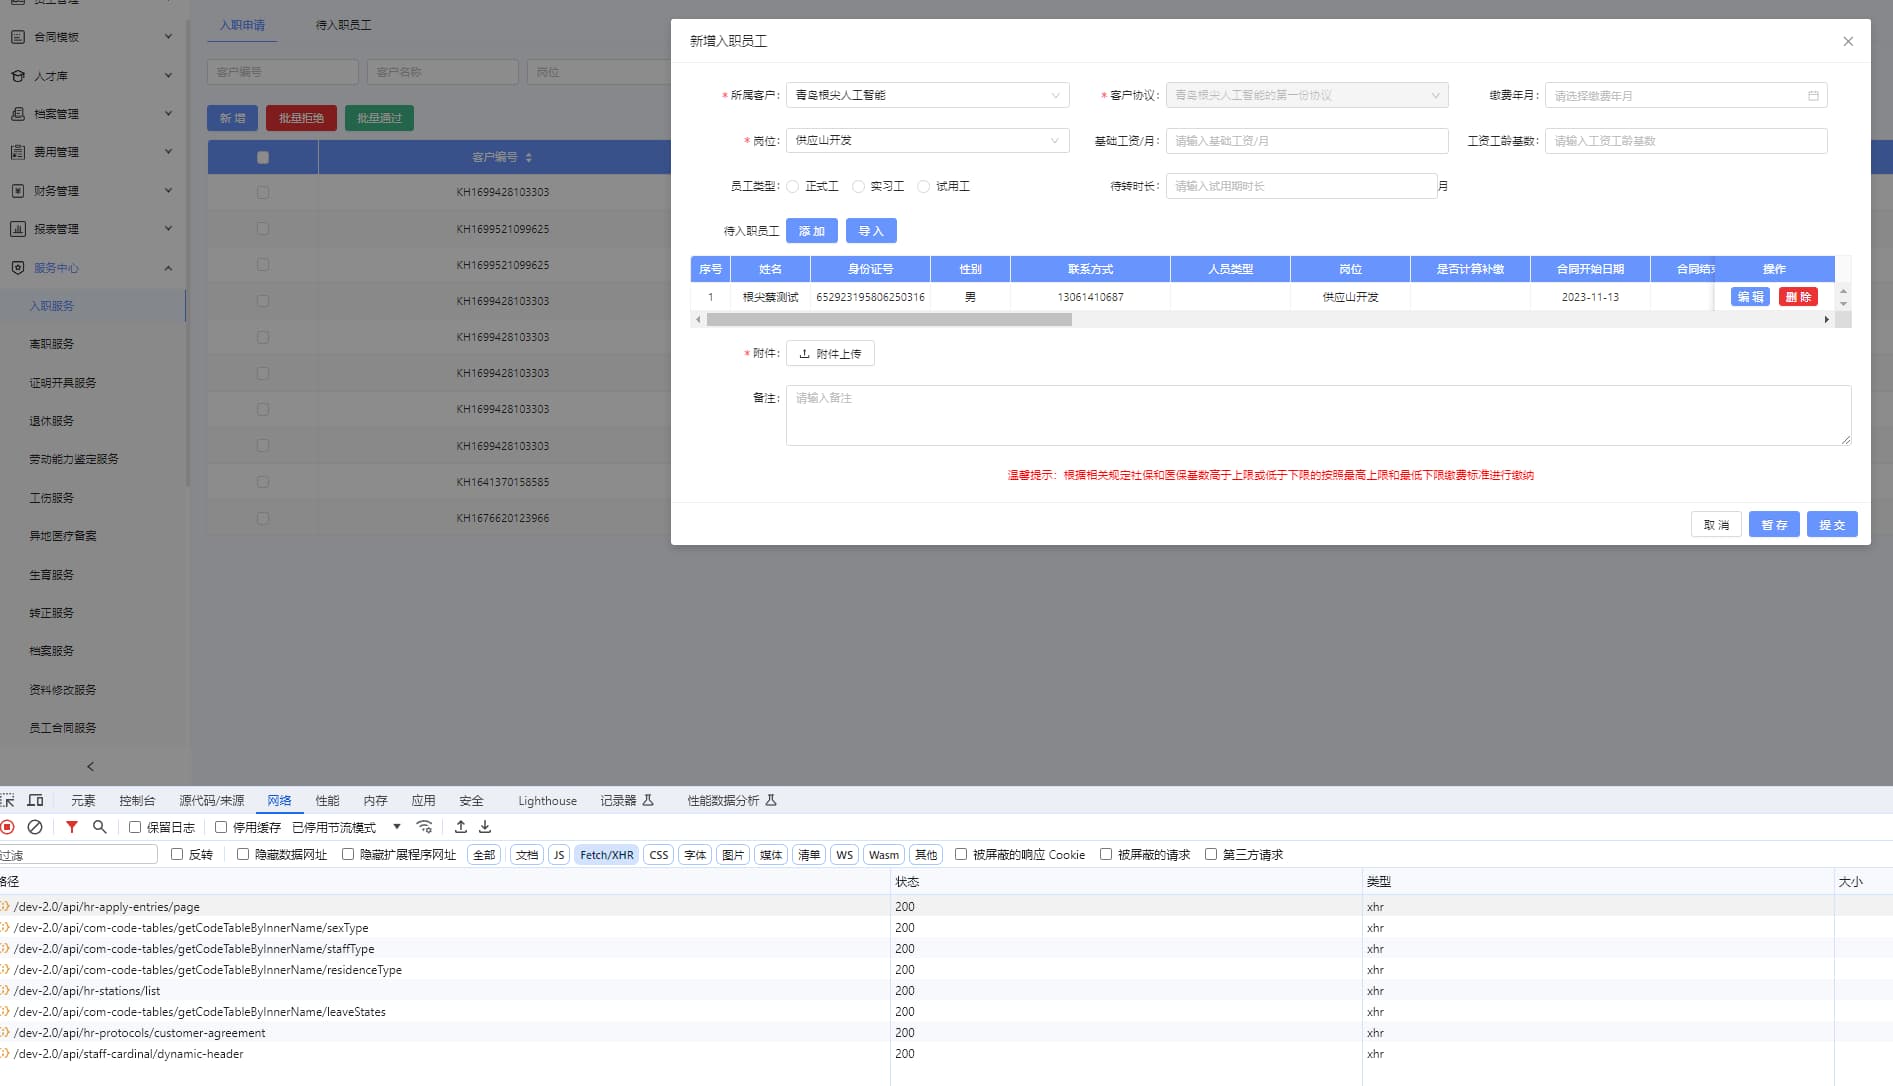 员工管理
合同模板
人才库
档案管理
费用管理
财务管理
报表管理
服务中心
入职服务
离职服务
证明开具服务
退休服务
劳动能力鉴定服务
工伤服务
异地医疗备案
生育服务
转正服务
档案服务
资料修改服务
员工合同服务
入职申请 待入职员工
客户编号 客户名称 岗位
新增 批量拒绝 批量通过
客户编号
KH1699428103303
KH1699521099625
KH1699521099625
KH1699428103303
KH1699428103303
KH1699428103303
KH1699428103303
KH1699428103303
KH1641370158585
KH1676620123966
新增入职员工
* 所属客户: 青岛根尖人工智能 * 客户协议: 青岛根尖人工智能的第一份协议 缴费年月: 请选择缴费年月
* 岗位: 供应山开发 基础工资/月: 请输入基础工资/月 工资工龄基数: 请输入工资工龄基数
员工类型: 正式工 实习工 试用工 待转时长: 请输入试用期时长 月
待入职员工 添加 导入
序号 姓名 身份证号 性别 联系方式 人员类型 岗位 是否计算补缴 合同开始日期 合同结 操作
1 根尖蔡测试 652923195806250316 男 13061410687 供应山开发 2023-11-13 编辑 删除
* 附件: 附件上传
备注: 请输入备注
温馨提示: 根据相关规定社保和医保基数高于上限或低于下限的按照最高上限和最低下限缴费标准进行缴纳
取消 暂存 提交
元素 控制台 源代码/来源 网络 性能 内存 应用 安全 Lighthouse 记录器 性能数据分析
保留日志 停用缓存 已停用节流模式
过滤 反转 隐藏数据网址 隐藏扩展程序网址 全部 文档 JS Fetch/XHR CSS 字体 图片 媒体 清单 WS Wasm 其他 被屏蔽的响应 Cookie 被屏蔽的请求 第三方请求
路径 状态 类型 大小
/dev-2.0/api/hr-apply-entries/page 200 xhr
/dev-2.0/api/com-code-tables/getCodeTableByInnerName/sexType 200 xhr
/dev-2.0/api/com-code-tables/getCodeTableByInnerName/staffType 200 xhr
/dev-2.0/api/com-code-tables/getCodeTableByInnerName/residenceType 200 xhr
/dev-2.0/api/hr-stations/list 200 xhr
/dev-2.0/api/com-code-tables/getCodeTableByInnerName/leaveStates 200 xhr
/dev-2.0/api/hr-protocols/customer-agreement 200 xhr
/dev-2.0/api/staff-cardinal/dynamic-header 200 xhr